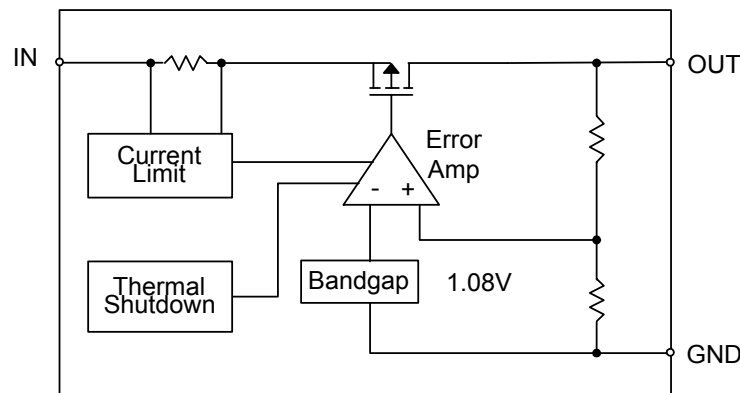 IN
OUT
Current
Limit
Error
Amp
- +
Thermal
Shutdown
Bandgap
1.08V
GND